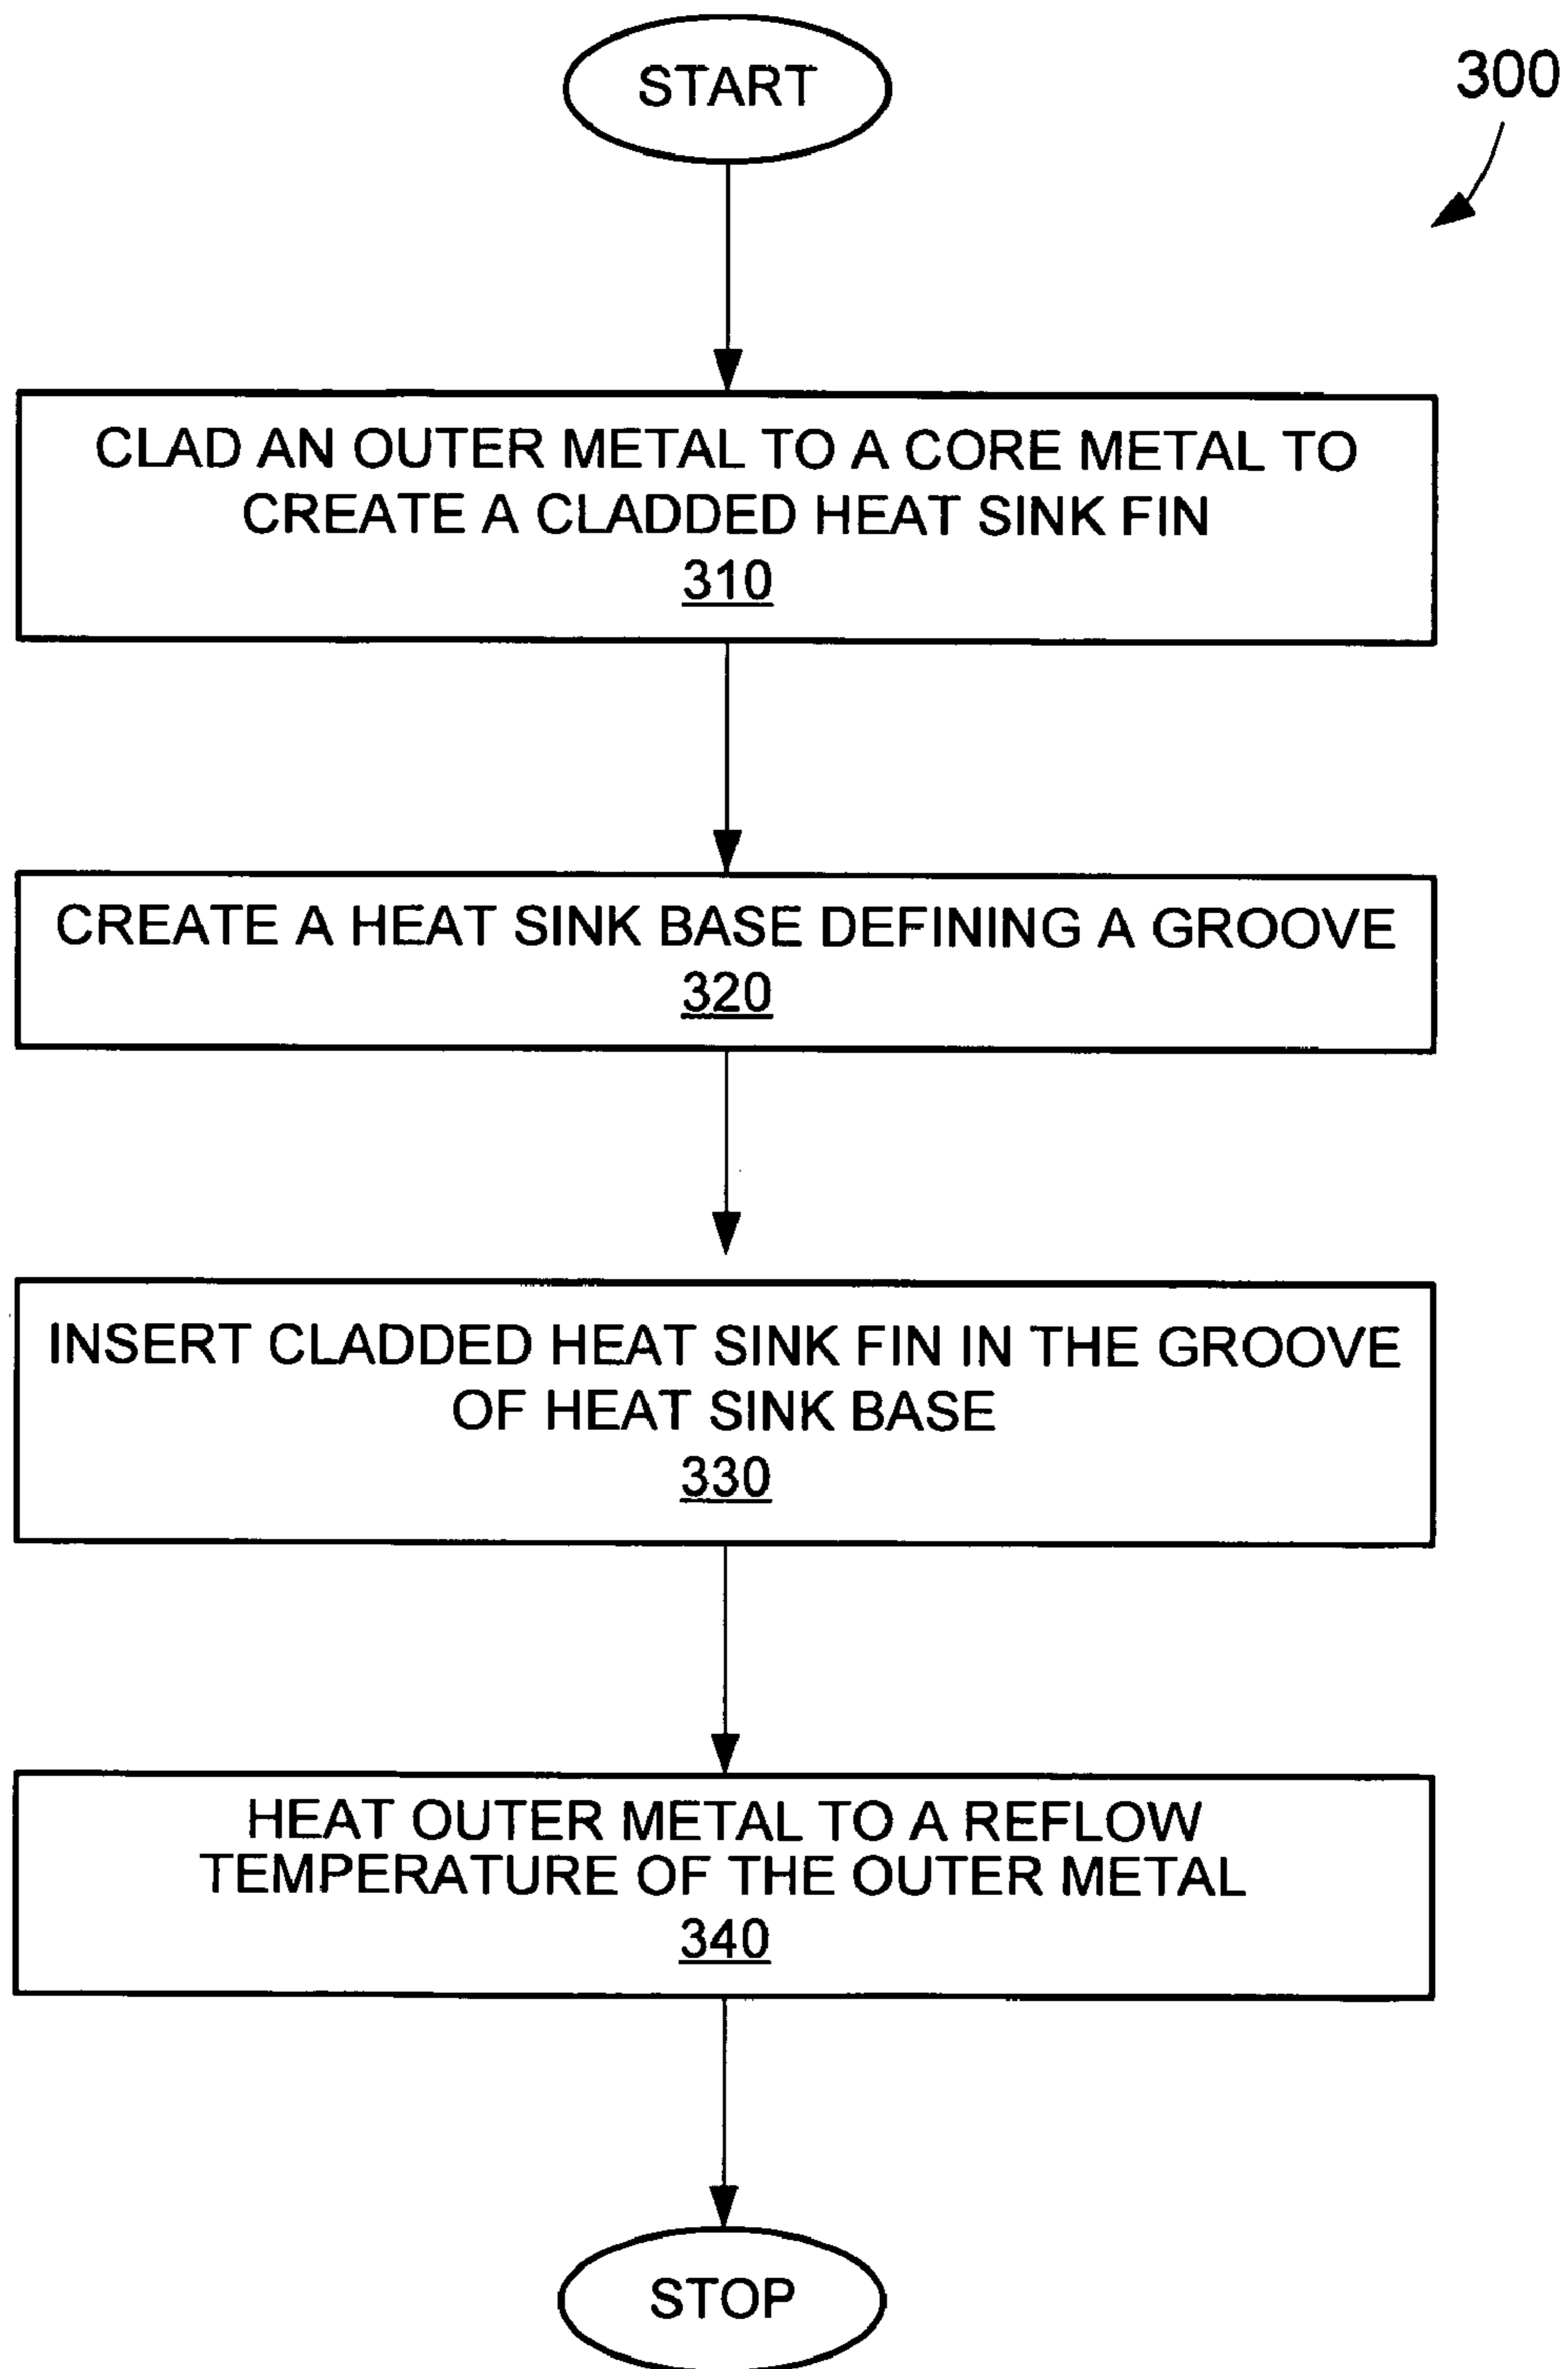 START
300
CLAD AN OUTER METAL TO A CORE METAL TO
CREATE A CLADDED HEAT SINK FIN
310
CREATE A HEAT SINK BASE DEFINING A GROOVE
320
INSERT CLADDED HEAT SINK FIN IN THE GROOVE
OF HEAT SINK BASE
330
HEAT OUTER METAL TO A REFLOW
TEMPERATURE OF THE OUTER METAL
340
STOP